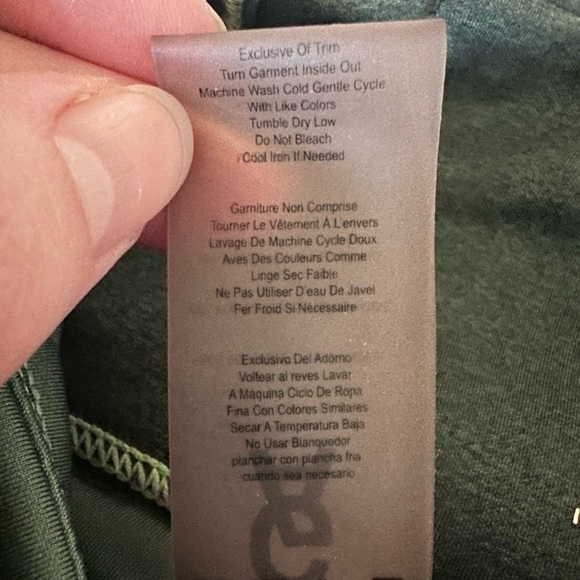 Exclusive Of Trim
Turn Garment Inside Out
Machine Wash Cold Gentle Cycle
With Like Colors
Tumble Dry Low
Do Not Bleach
Cool Iron If Needed
Garniture Non Comprise
Tourner Le Vêtement À L'envers
Lavage De Machine Cycle Doux
Aves Des Couleurs Comme
Linge Sec Faible
Ne Pas Utiliser D'eau De Javel
Fer Froid Si Nécessaire
Exclusivo Del Adorno
Voltear al reves Lavar
A Máquina Ciclo De Ropa
Fina Con Colores Similares
Secar A Temperatura Baja
No Usar Blanquodor
planchar con plancha fria
cuando sea necesario